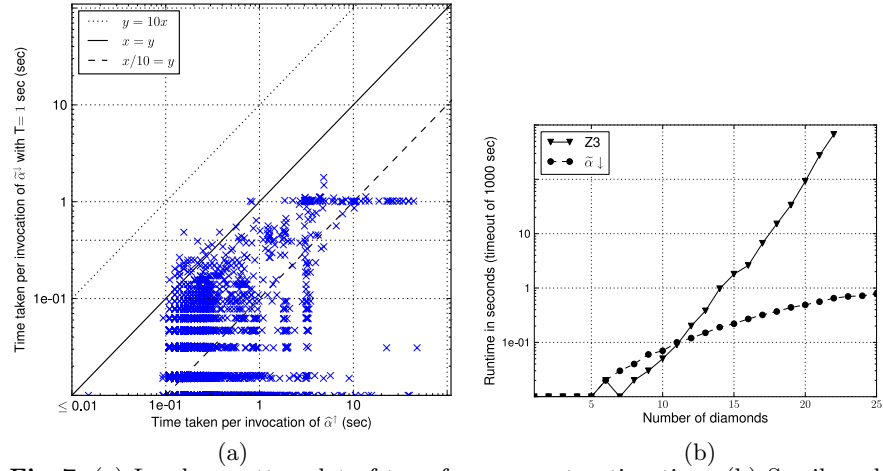 y = 10x
x = y
x/10 = y
Time taken per invocation of α̃↓ with T= 1 sec (sec)
10
1
1e-01
≤ 0.01
1e-01
1
10
Time taken per invocation of α̂↑ (sec)
(a)
Z3
α̃ ↓
Runtime in seconds (timeout of 1000 sec)
10
1
1e-01
5
10
15
20
25
Number of diamonds
(b)